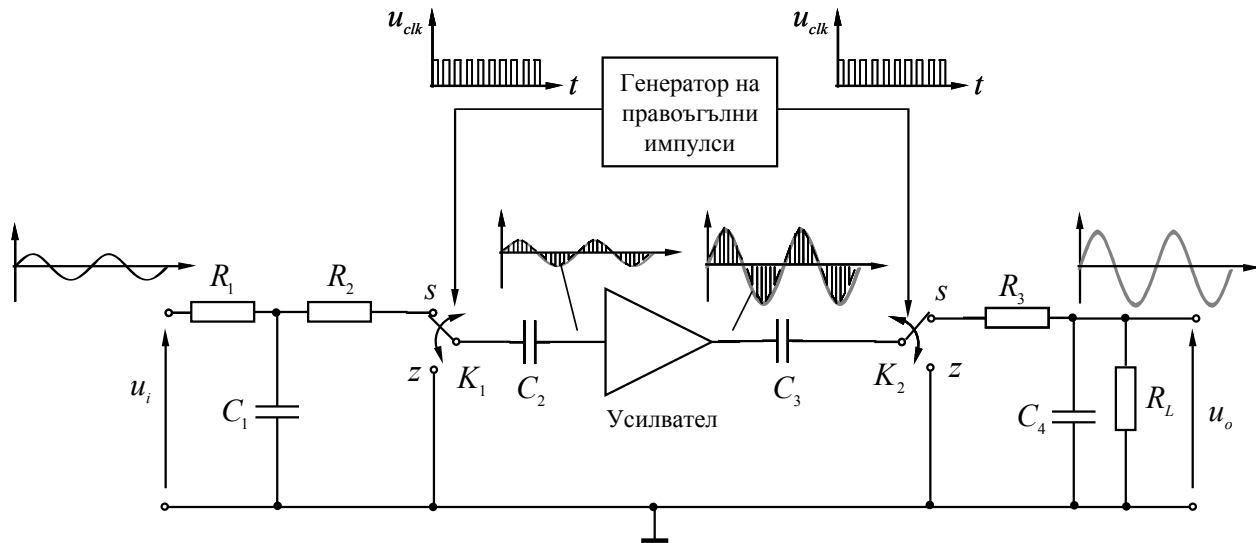 u_clk
t
u_clk
t
Генератор на
правоъгълни
импулси
R_1
R_2
s
z
K_1
C_2
C_3
s
K_2
z
R_3
u_i
C_1
Усилвател
C_4
R_L
u_o